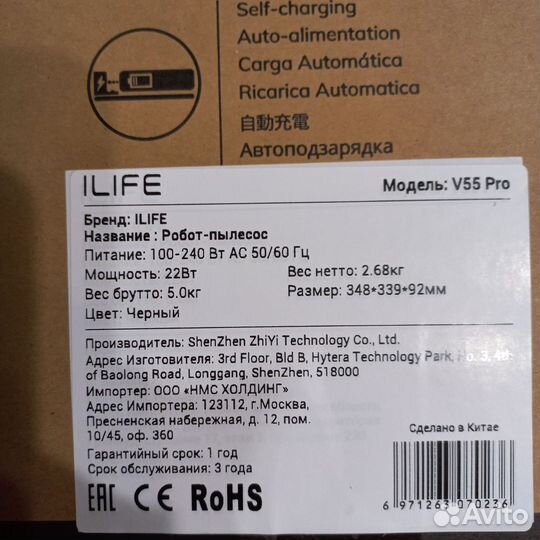 Self-charging
Auto-alimentation
Carga Automática
Ricarica Automatica
自動充電
Автоподзарядка
ILIFE
Модель: V55 Pro
Бренд: ILIFE
Название : Робот-пылесос
Питание: 100-240 Вт AC 50/60 Гц
Мощность: 22Вт
Вес нетто: 2.68кг
Вес брутто: 5.0кг
Размер: 348*339*92мм
Цвет: Черный
Производитель: ShenZhen ZhiYi Technology Co., Ltd.
Адрес Изготовителя: 3rd Floor, Bld B, Hytera Technology Park, No. 3, 4th
of Baolong Road, Longgang, ShenZhen, 518000
Импортер: ООО «НМС ХОЛДИНГ»
Адрес Импортера: 123112, г.Москва,
Пресненская набережная, д. 12, пом.
10/45, оф. 360
Сделано в Китае
Гарантийный срок: 1 год
Срок обслуживания: 3 года
EAC CE RoHS
6 971263 070236
Avito